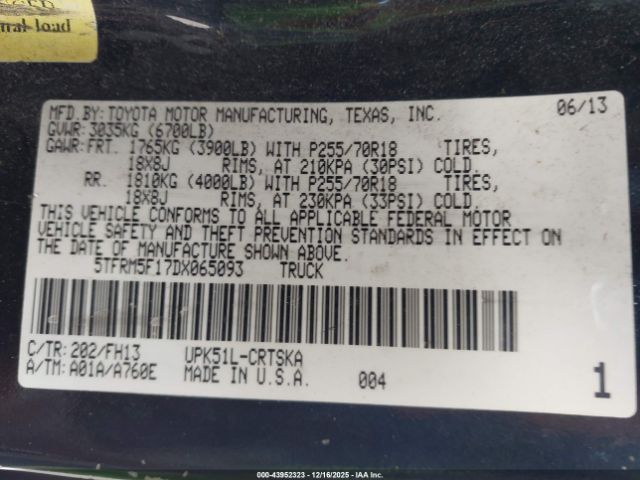 nal load
MFD.BY: TOYOTA MOTOR MANUFACTURING, TEXAS, INC. 06/13
GVWR: 3035KG (6700LB)
GAWR: FRT. 1765KG (3900LB) WITH P255/70R18 TIRES,
18X8J RIMS, AT 210KPA (30PSI) COLD
RR. 1810KG (4000LB) WITH P255/70R18 TIRES,
18X8J RIMS, AT 230KPA (33PSI) COLD
THIS VEHICLE CONFORMS TO ALL APPLICABLE FEDERAL MOTOR
VEHICLE SAFETY AND THEFT PREVENTION STANDARDS IN EFFECT ON
THE DATE OF MANUFACTURE SHOWN ABOVE.
5TFRM5F17DX065093 TRUCK
C/TR: 202/FH13 UPK51L-CRTSKA
A/TM: A01A/A760E MADE IN U.S.A. 004 1
000-43952323 - 12/16/2025 - IAA Inc.